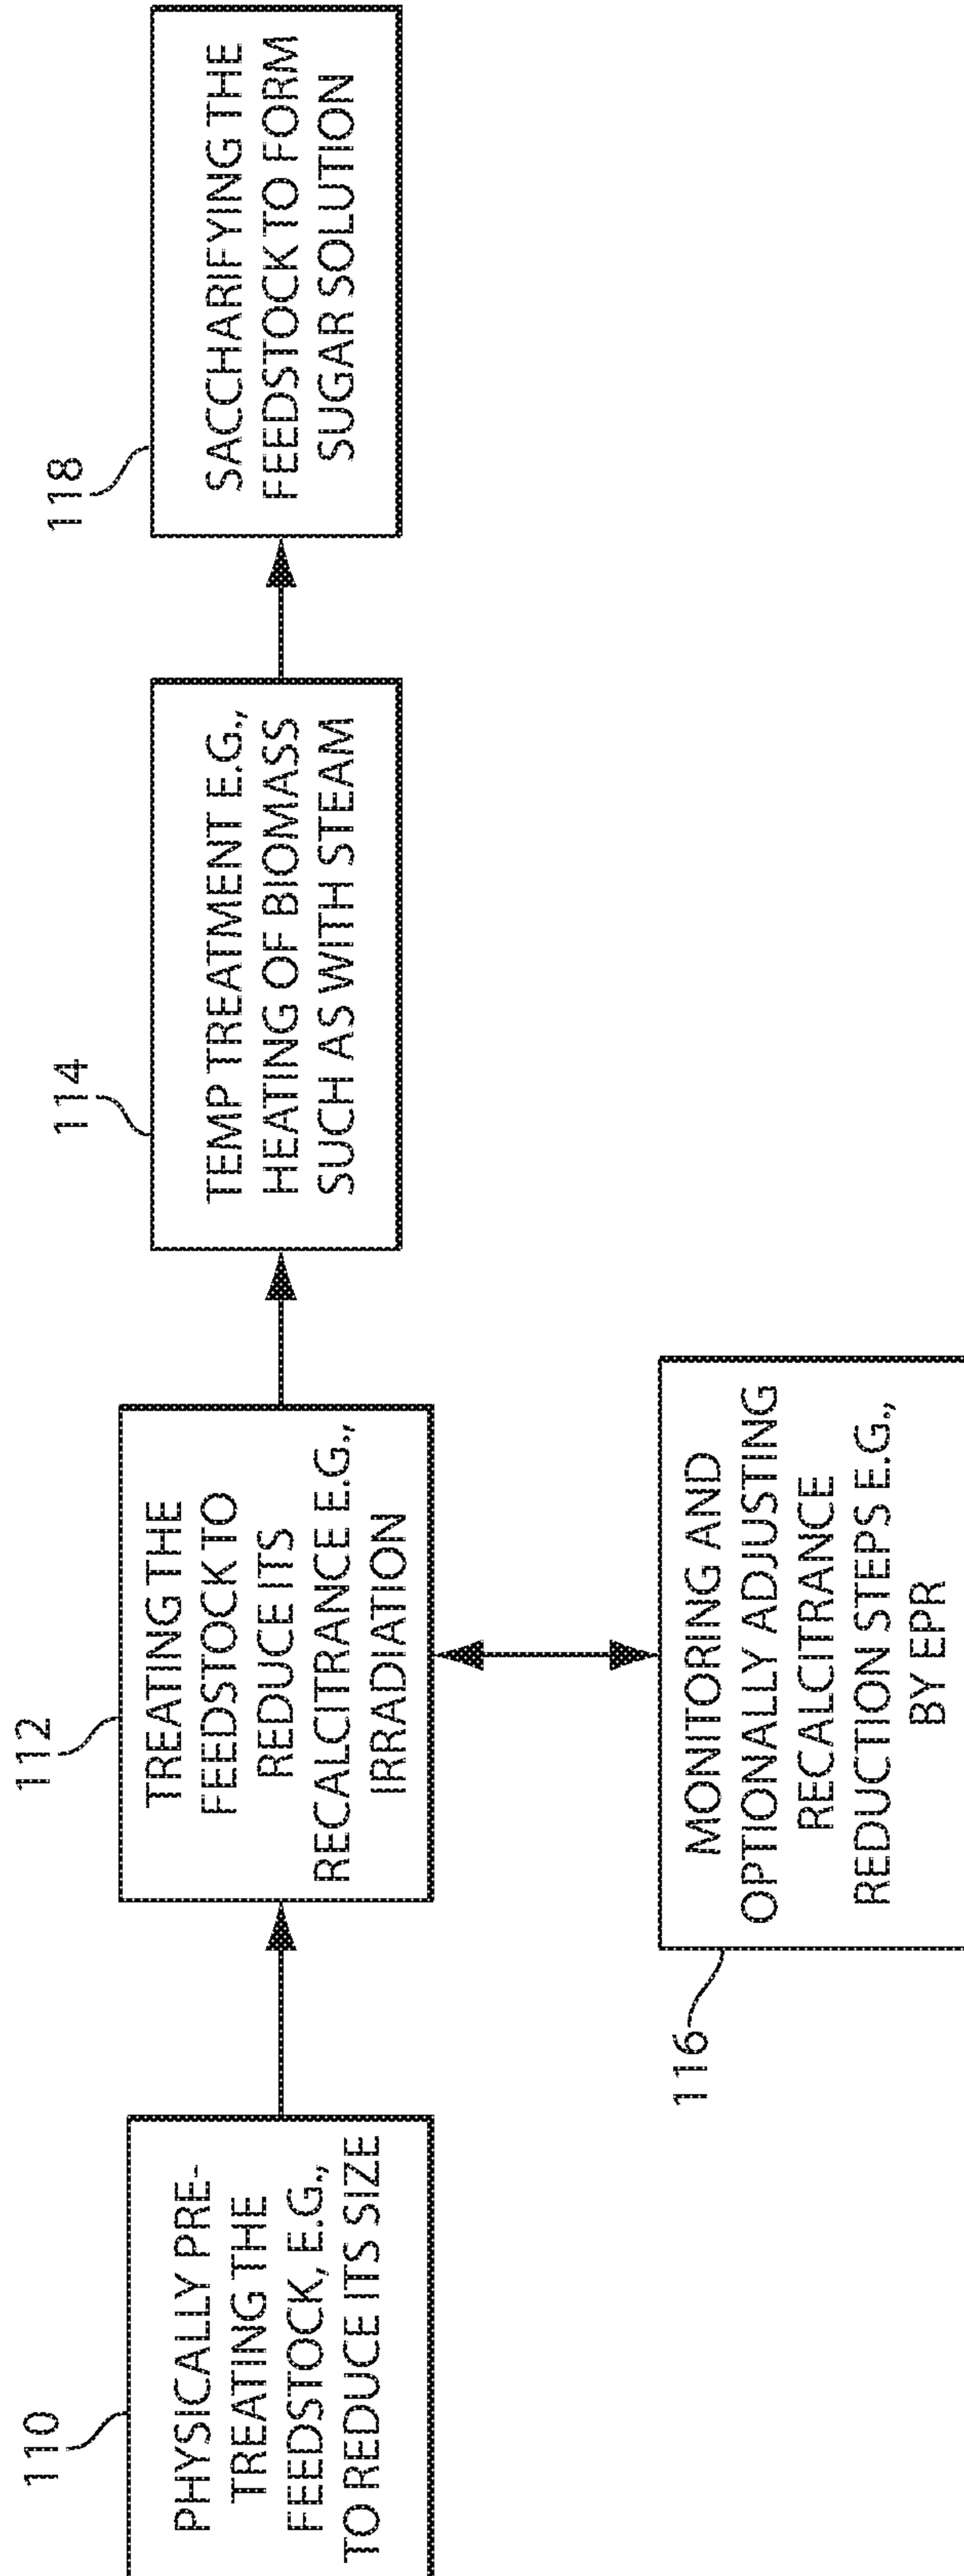 110
PHYSICALLY PRE-
TREATING THE
FEEDSTOCK, E.G.,
TO REDUCE ITS SIZE
112
TREATING THE
FEEDSTOCK TO
REDUCE ITS
RECALCITRANCE E.G.,
IRRADIATION
114
TEMP TREATMENT E.G.,
HEATING OF BIOMASS
SUCH AS WITH STEAM
118
SACCHARIFYING THE
FEEDSTOCK TO FORM
SUGAR SOLUTION
116
MONITORING AND
OPTIONALLY ADJUSTING
RECALCITRANCE
REDUCTION STEPS E.G.,
BY EPR